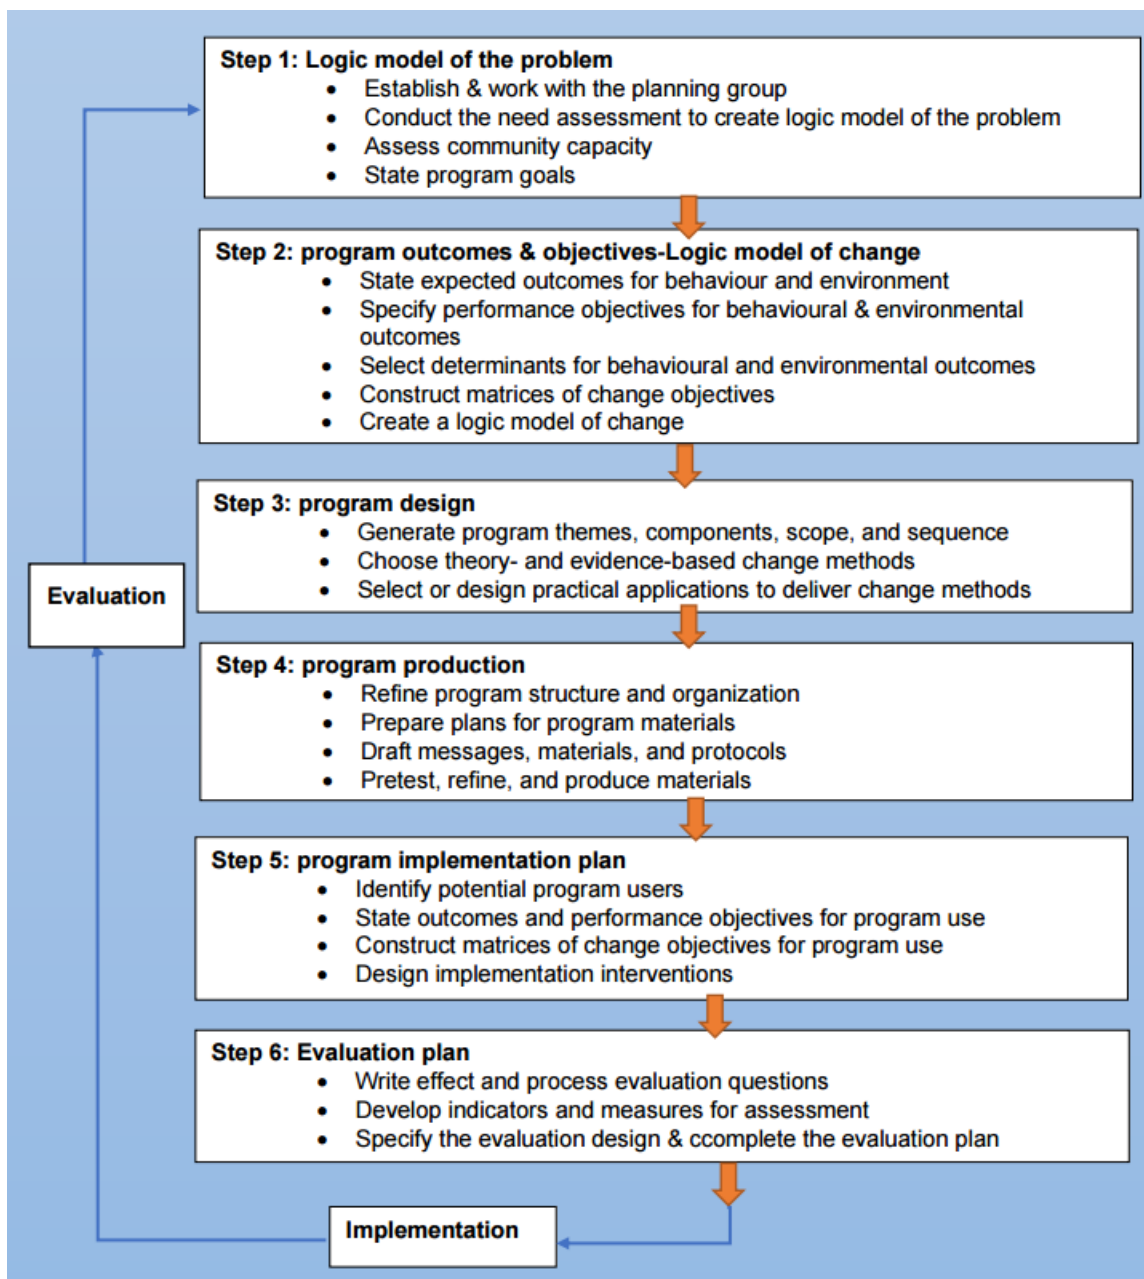 Step 1: Logic model of the problem
• Establish & work with the planning group
• Conduct the need assessment to create logic model of the problem
• Assess community capacity
• State program goals
Step 2: program outcomes & objectives-Logic model of change
• State expected outcomes for behaviour and environment
• Specify performance objectives for behavioural & environmental
outcomes
• Select determinants for behavioural and environmental outcomes
• Construct matrices of change objectives
• Create a logic model of change
Step 3: program design
• Generate program themes, components, scope, and sequence
• Choose theory- and evidence-based change methods
• Select or design practical applications to deliver change methods
Evaluation
Step 4: program production
• Refine program structure and organization
• Prepare plans for program materials
• Draft messages, materials, and protocols
• Pretest, refine, and produce materials
Step 5: program implementation plan
• Identify potential program users
• State outcomes and performance objectives for program use
• Construct matrices of change objectives for program use
• Design implementation interventions
Step 6: Evaluation plan
• Write effect and process evaluation questions
• Develop indicators and measures for assessment
• Specify the evaluation design & ccomplete the evaluation plan
Implementation